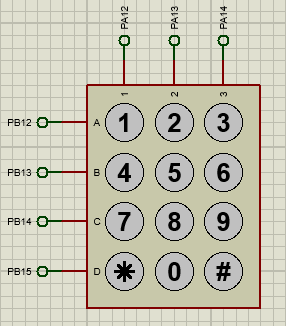 PA12 PA13 PA14
1 2 3
PB12 A 1 2 3
PB13 B 4 5 6
PB14 C 7 8 9
PB15 D * 0 #